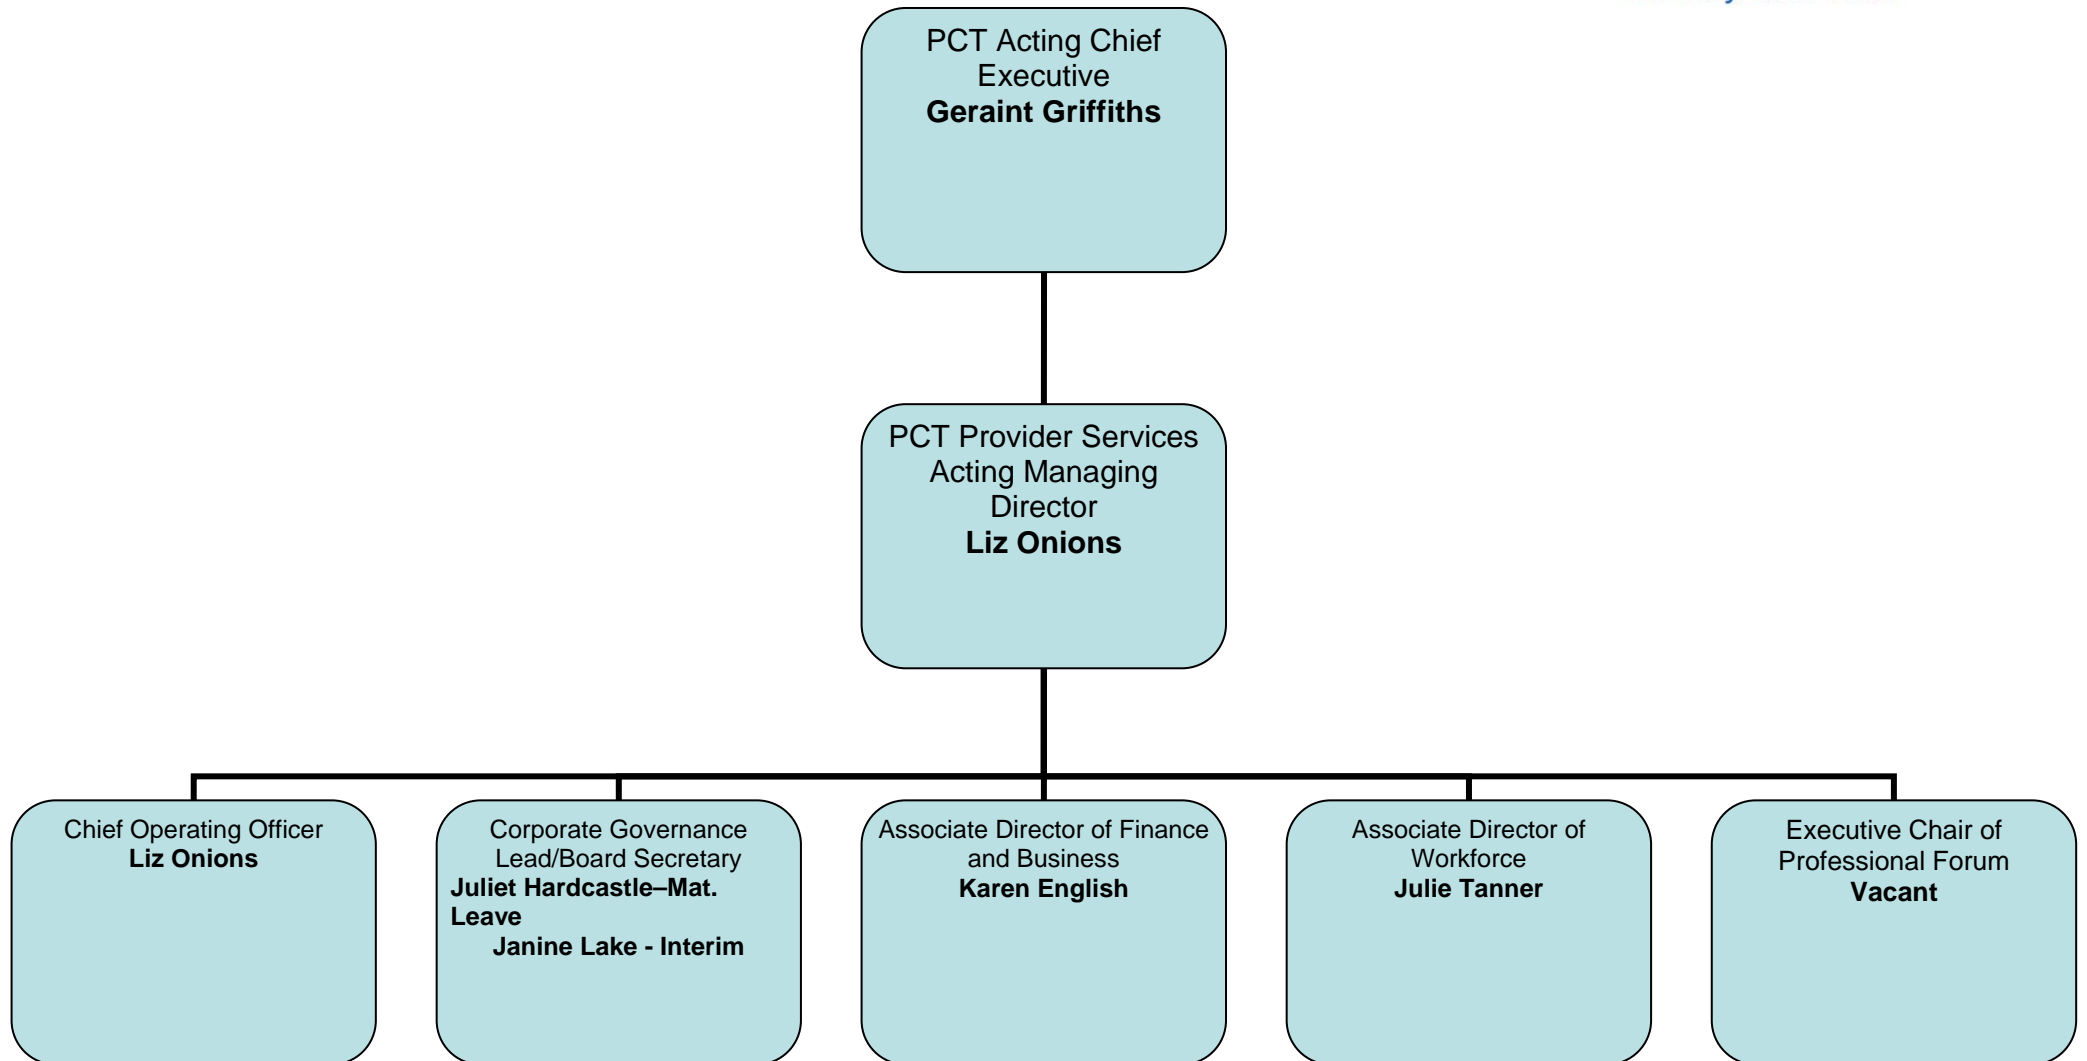 PCT Acting Chief
Executive
Geraint Griffiths
PCT Provider Services
Acting Managing
Director
Liz Onions
Chief Operating Officer
Liz Onions
Corporate Governance
Lead/Board Secretary
Juliet Hardcastle–Mat.
Leave
Janine Lake - Interim
Associate Director of Finance
and Business
Karen English
Associate Director of
Workforce
Julie Tanner
Executive Chair of
Professional Forum
Vacant